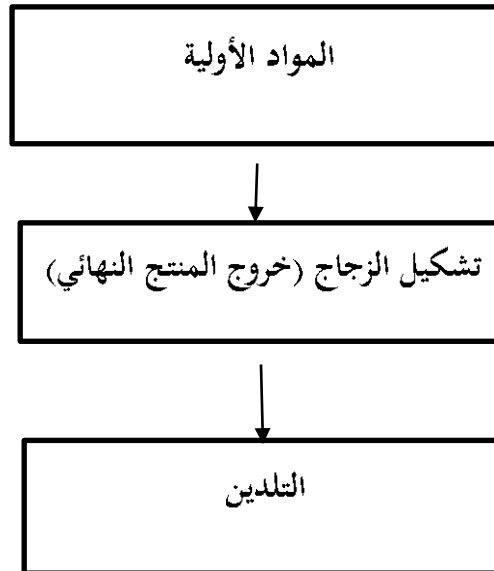 المواد الأولية
تشكيل الزجاج (خروج المنتج النهائي)
التلدين